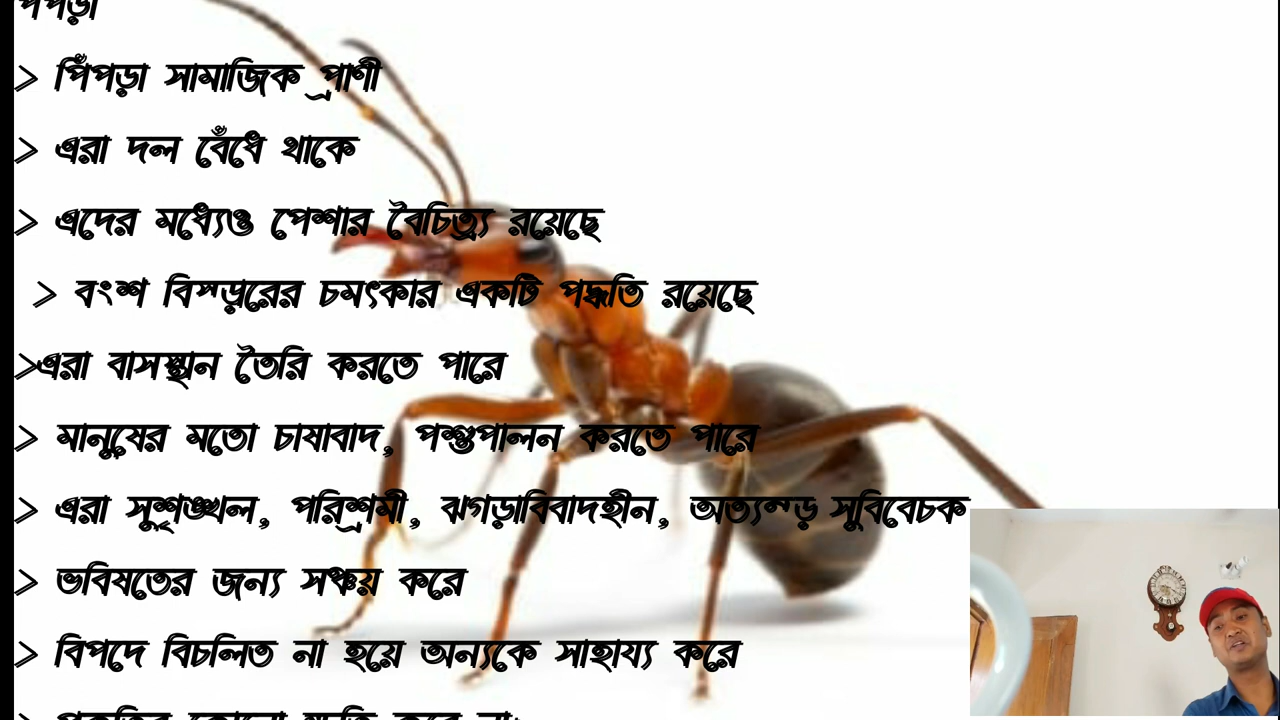 পিঁপড়া
> পিঁপড়া সামাজিক প্রাণী
> এরা দল বেঁধে থাকে
> এদের মধ্যেও পেশার বৈচিত্র্য রয়েছে
> বংশ বিস্ড়ারের চমৎকার একটি পদ্ধতি রয়েছে
>এরা বাসস্থান তৈরি করতে পারে
> মানুষের মতো চাষাবাদ, পশুপালন করতে পারে
> এরা সুশৃঙ্খল, পরিশ্রমী, ঝগড়াবিবাদহীন, অত্যন্ড় সুবিবেচক
> ভবিষতের জন্য সঞ্চয় করে
> বিপদে বিচলিত না হয়ে অন্যকে সাহায্য করে